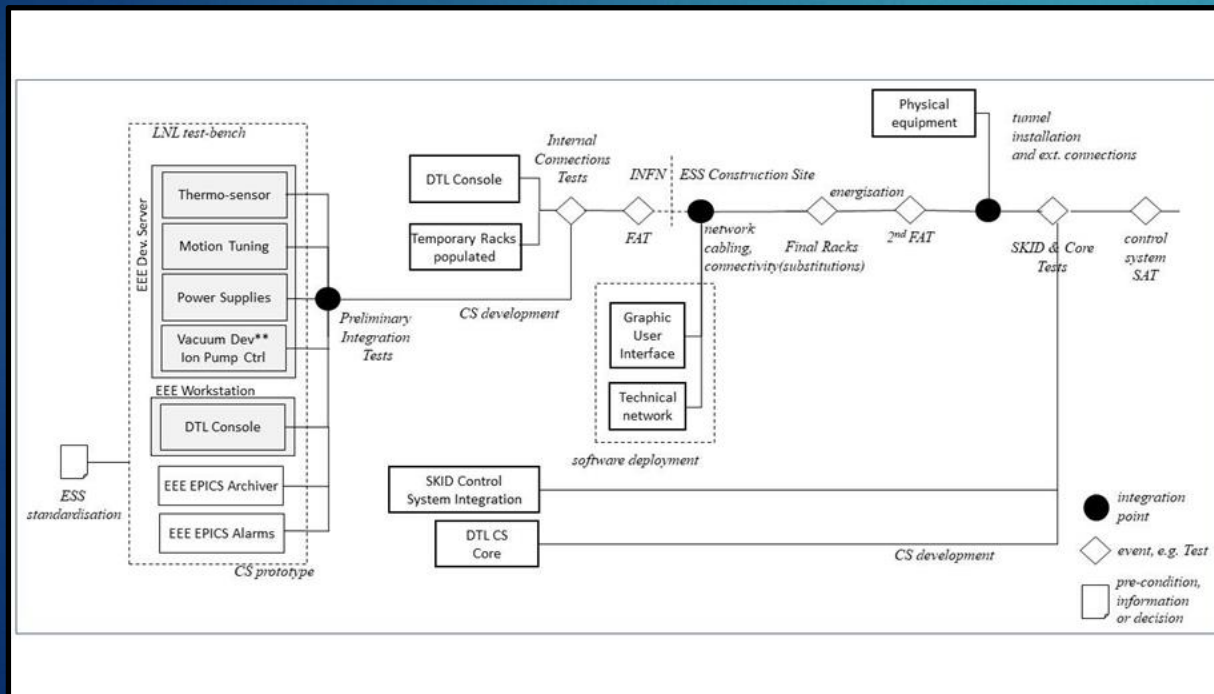 LNL test-bench
EEE Dev. Server
Thermo-sensor
Motion Tuning
Power Supplies
Vacuum Dev**
Ion Pump Ctrl
EEE Workstation
DTL Console
EEE EPICS Archiver
EEE EPICS Alarms
CS prototype
ESS
standardisation
Preliminary
Integration
Tests
CS development
DTL Console
Temporary Racks
populated
Internal
Connections
Tests
INFN
FAT
ESS Construction Site
network
cabling,
connectivity
Graphic
User
Interface
Technical
network
software deployment
Final Racks
(substitutions)
energisation
2nd FAT
Physical
equipment
tunnel
installation
and ext. connections
SKID & Core
Tests
control
system
SAT
SKID Control
System Integration
DTL CS
Core
CS development
integration
point
event, e.g. Test
pre-condition,
information
or decision